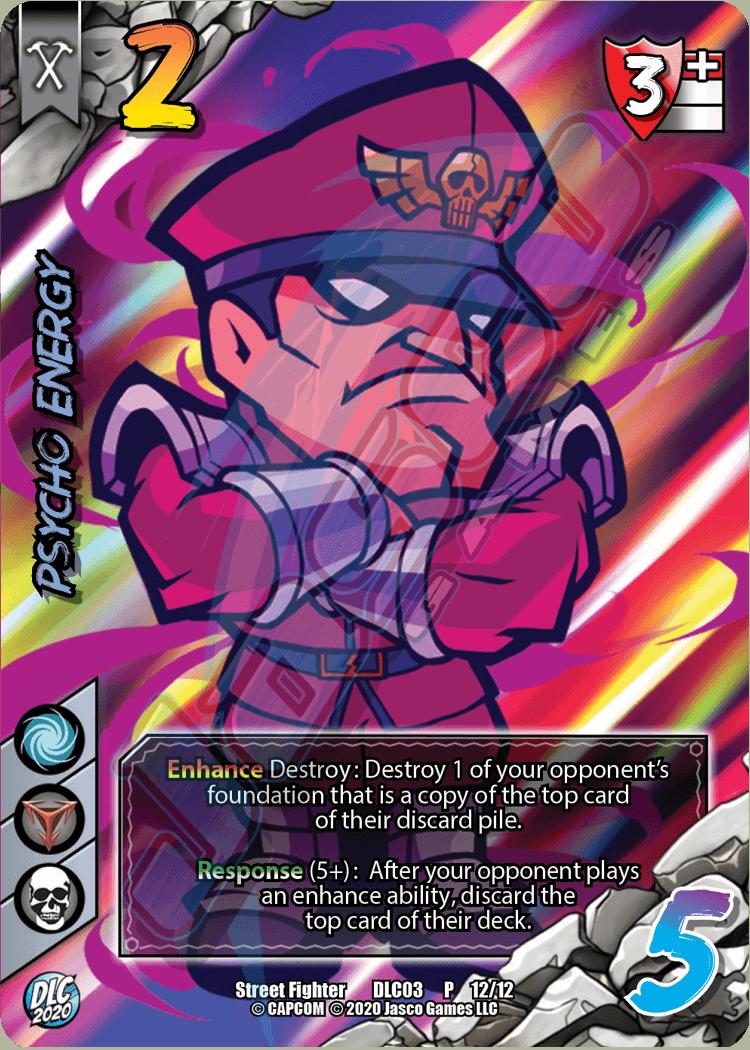 2
3
+
PSYCHO ENERGY
Enhance Destroy: Destroy 1 of your opponent's
foundation that is a copy of the top card
of their discard pile.
Response (5+): After your opponent plays
an enhance ability, discard the
top card of their deck.
5
DLC
2020
Street Fighter DLC03 P 12/12
© CAPCOM © 2020 Jasco Games LLC